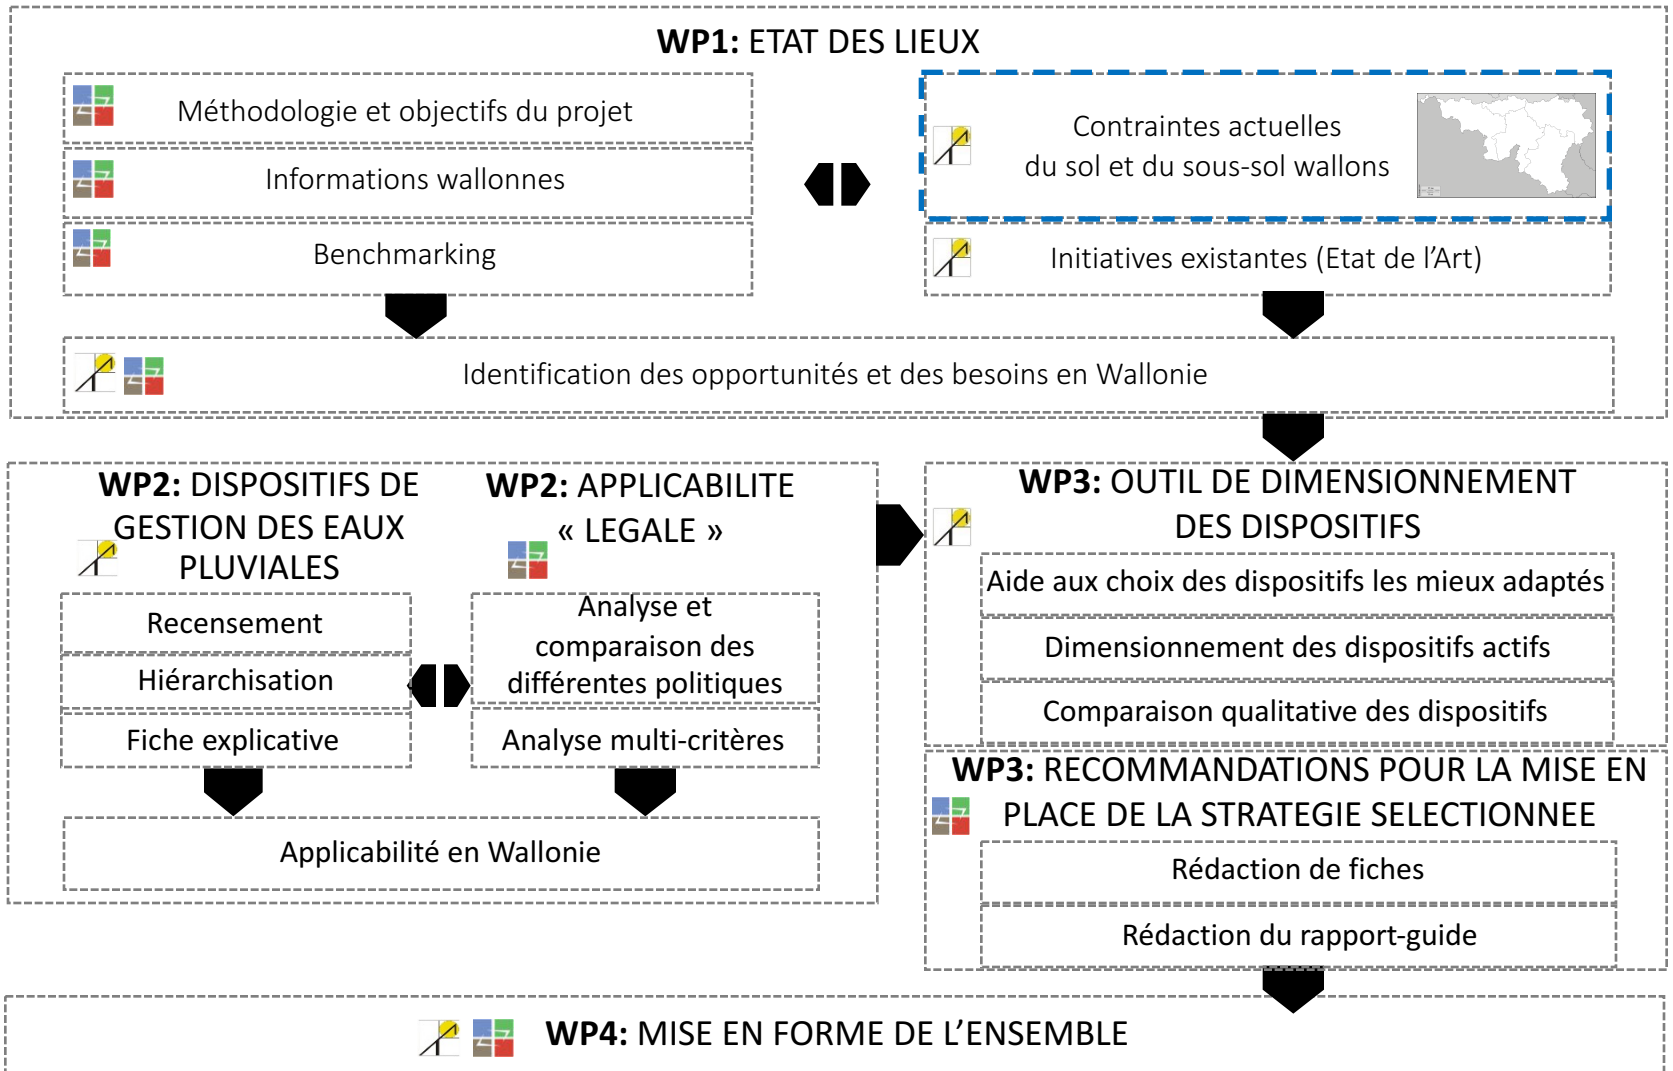 WP1: ETAT DES LIEUX
Méthodologie et objectifs du projet
Informations wallonnes
Benchmarking
Contraintes actuelles
du sol et du sous-sol wallons
Initiatives existantes (Etat de l’Art)
Identification des opportunités et des besoins en Wallonie
WP2: DISPOSITIFS DE
GESTION DES EAUX
PLUVIALES
Recensement
Hiérarchisation
Fiche explicative
WP2: APPLICABILITE
« LEGALE »
Analyse et
comparaison des
différentes politiques
Analyse multi-critères
Applicabilité en Wallonie
WP3: OUTIL DE DIMENSIONNEMENT
DES DISPOSITIFS
Aide aux choix des dispositifs les mieux adaptés
Dimensionnement des dispositifs actifs
Comparaison qualitative des dispositifs
WP3: RECOMMANDATIONS POUR LA MISE EN
PLACE DE LA STRATEGIE SELECTIONNEE
Rédaction de fiches
Rédaction du rapport-guide
WP4: MISE EN FORME DE L’ENSEMBLE